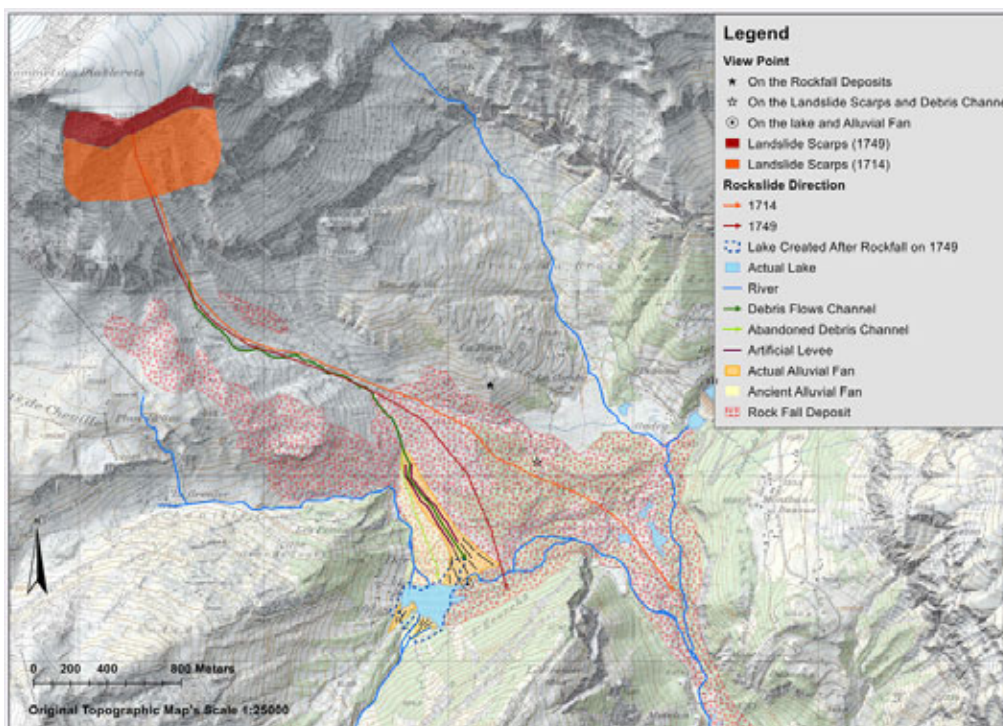 Legend
View Point
On the Rockfall Deposits
On the Landslide Scarps and Debris Channe
On the lake and Alluvial Fan
Landslide Scarps (1749)
Landslide Scarps (1714)
Rockslide Direction
1714
1749
Lake Created After Rockfall on 1749
Actual Lake
River
Debris Flows Channel
Abandoned Debris Channel
Artificial Levee
Actual Alluvial Fan
Ancient Alluvial Fan
Rock Fall Deposit
des Diablerets
0 200 400 800 Meters
Original Topographic Map's Scale 1:25000